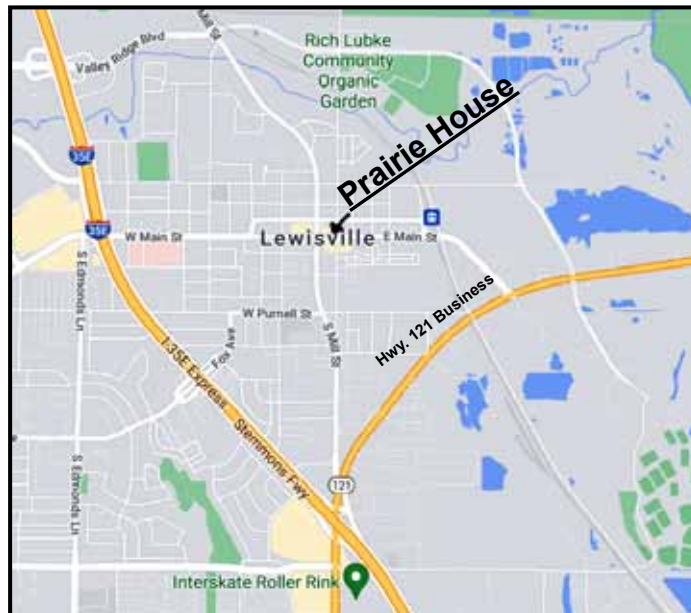 Mill St
Valley Ridge Blvd
Rich Lubke
Community
Organic
Garden
Prairie House
35E
35E
W Main St
Lewisville
E Main St
S Edmonds Ln
W Purnell St
Fox Ave
S Mill St
Hwy. 121 Business
I-35E Express
Stemmons Fwy
S Edmonds Ln
121
Interskate Roller Rink